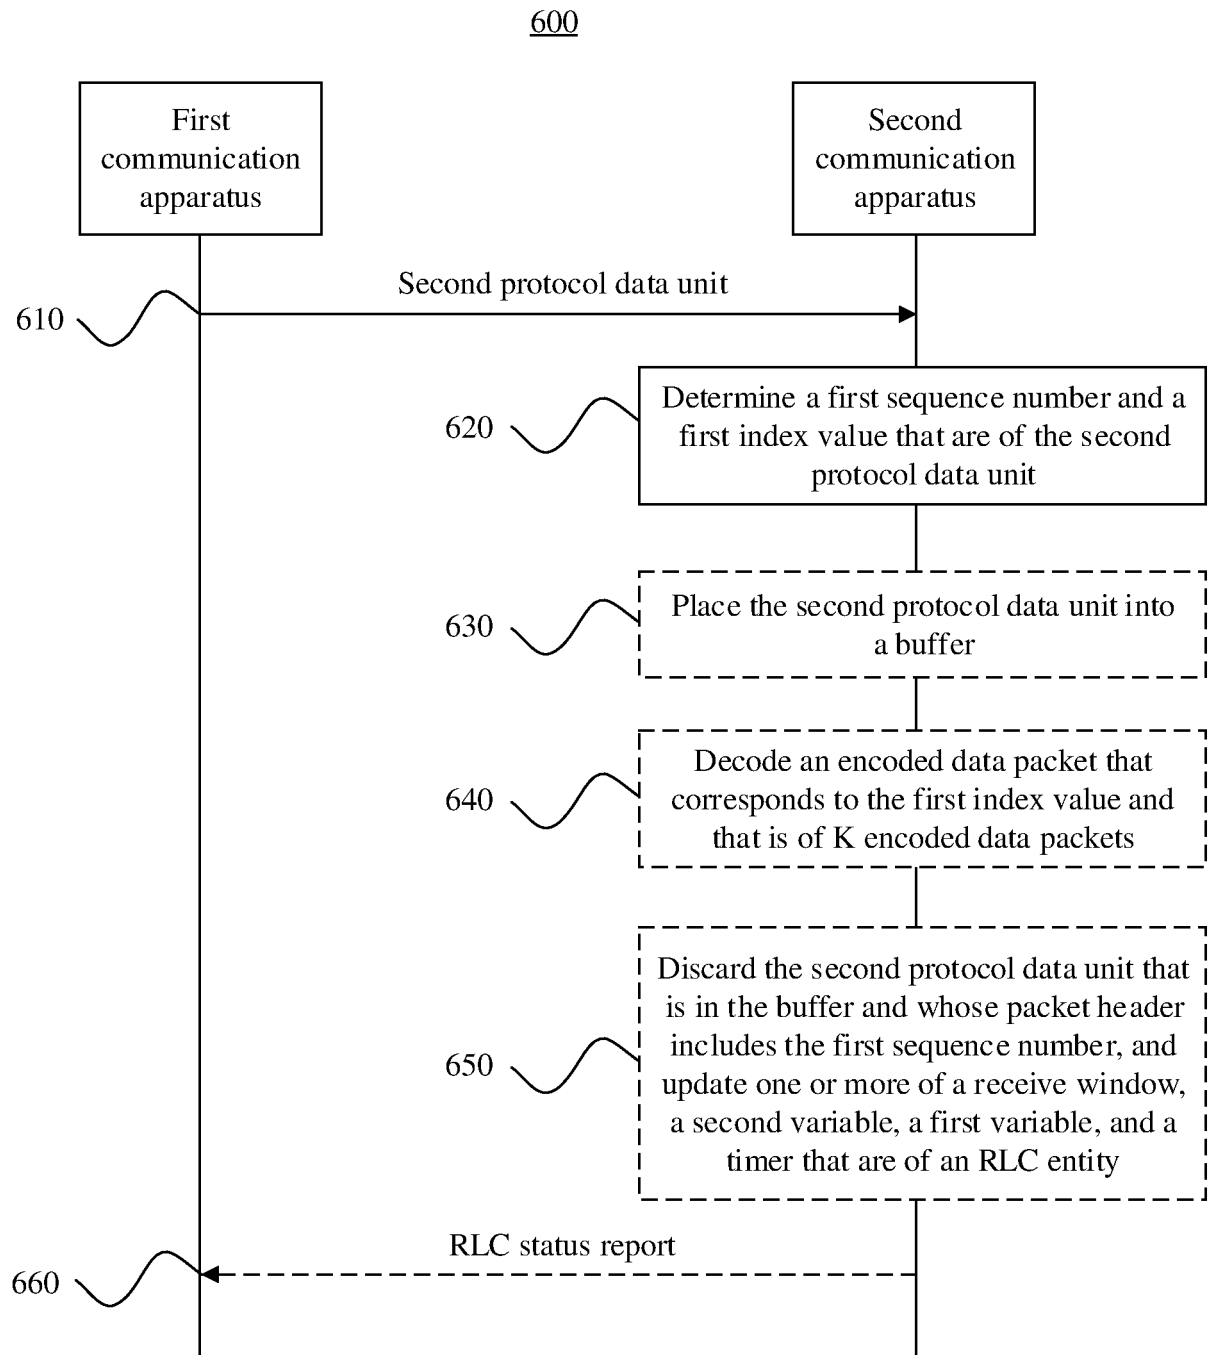 600
First
communication
apparatus
Second
communication
apparatus
Second protocol data unit
610
Determine a first sequence number and a
first index value that are of the second
protocol data unit
620
Place the second protocol data unit into
a buffer
630
Decode an encoded data packet that
corresponds to the first index value and
that is of K encoded data packets
640
Discard the second protocol data unit that
is in the buffer and whose packet header
includes the first sequence number, and
update one or more of a receive window,
a second variable, a first variable, and a
timer that are of an RLC entity
650
RLC status report
660